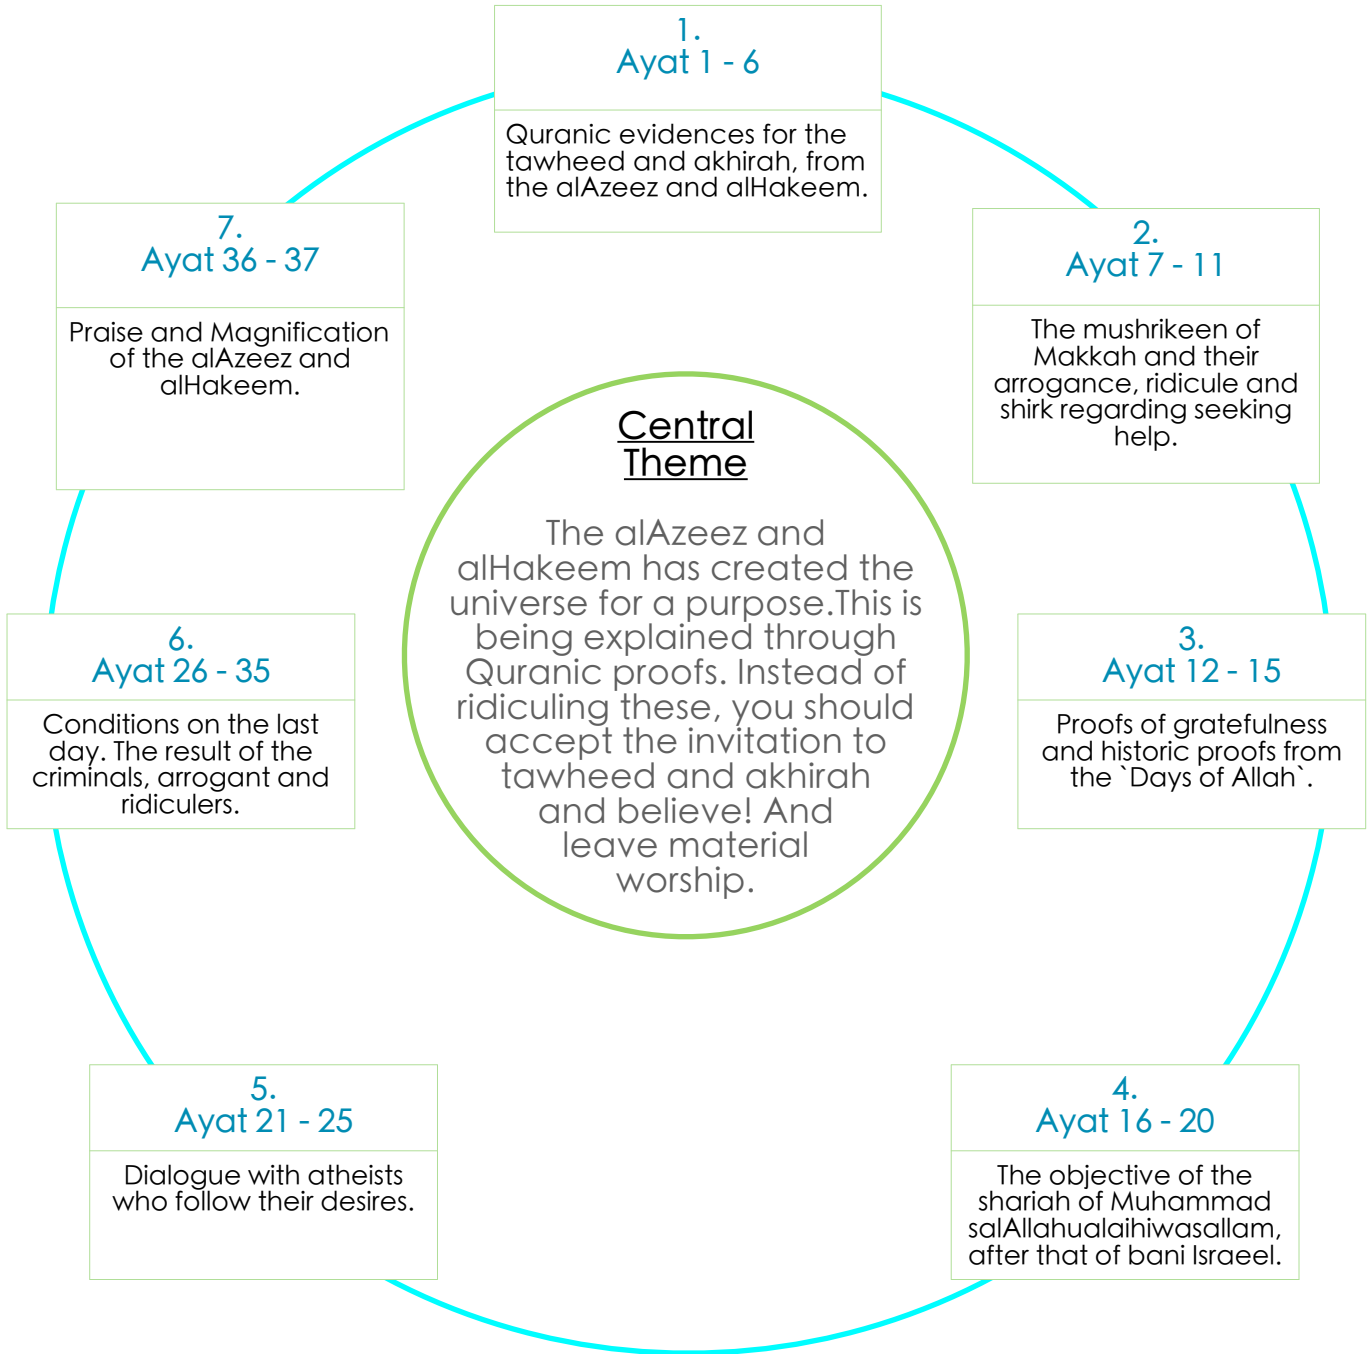 1.
Ayat 1 - 6
Quranic evidences for the
tawheed and akhirah, from
the alAzeez and alHakeem.
2.
Ayat 7 - 11
The mushrikeen of
Makkah and their
arrogance, ridicule and
shirk regarding seeking
help.
3.
Ayat 12 - 15
Proofs of gratefulness
and historic proofs from
the `Days of Allah`.
4.
Ayat 16 - 20
The objective of the
shariah of Muhammad
salAllahualaihiwasallam,
after that of bani Israeel.
5.
Ayat 21 - 25
Dialogue with atheists
who follow their desires.
6.
Ayat 26 - 35
Conditions on the last
day. The result of the
criminals, arrogant and
ridiculers.
7.
Ayat 36 - 37
Praise and Magnification
of the alAzeez and
alHakeem.
Central
Theme
The alAzeez and
alHakeem has created the
universe for a purpose.This is
being explained through
Quranic proofs. Instead of
ridiculing these, you should
accept the invitation to
tawheed and akhirah
and believe! And
leave material
worship.